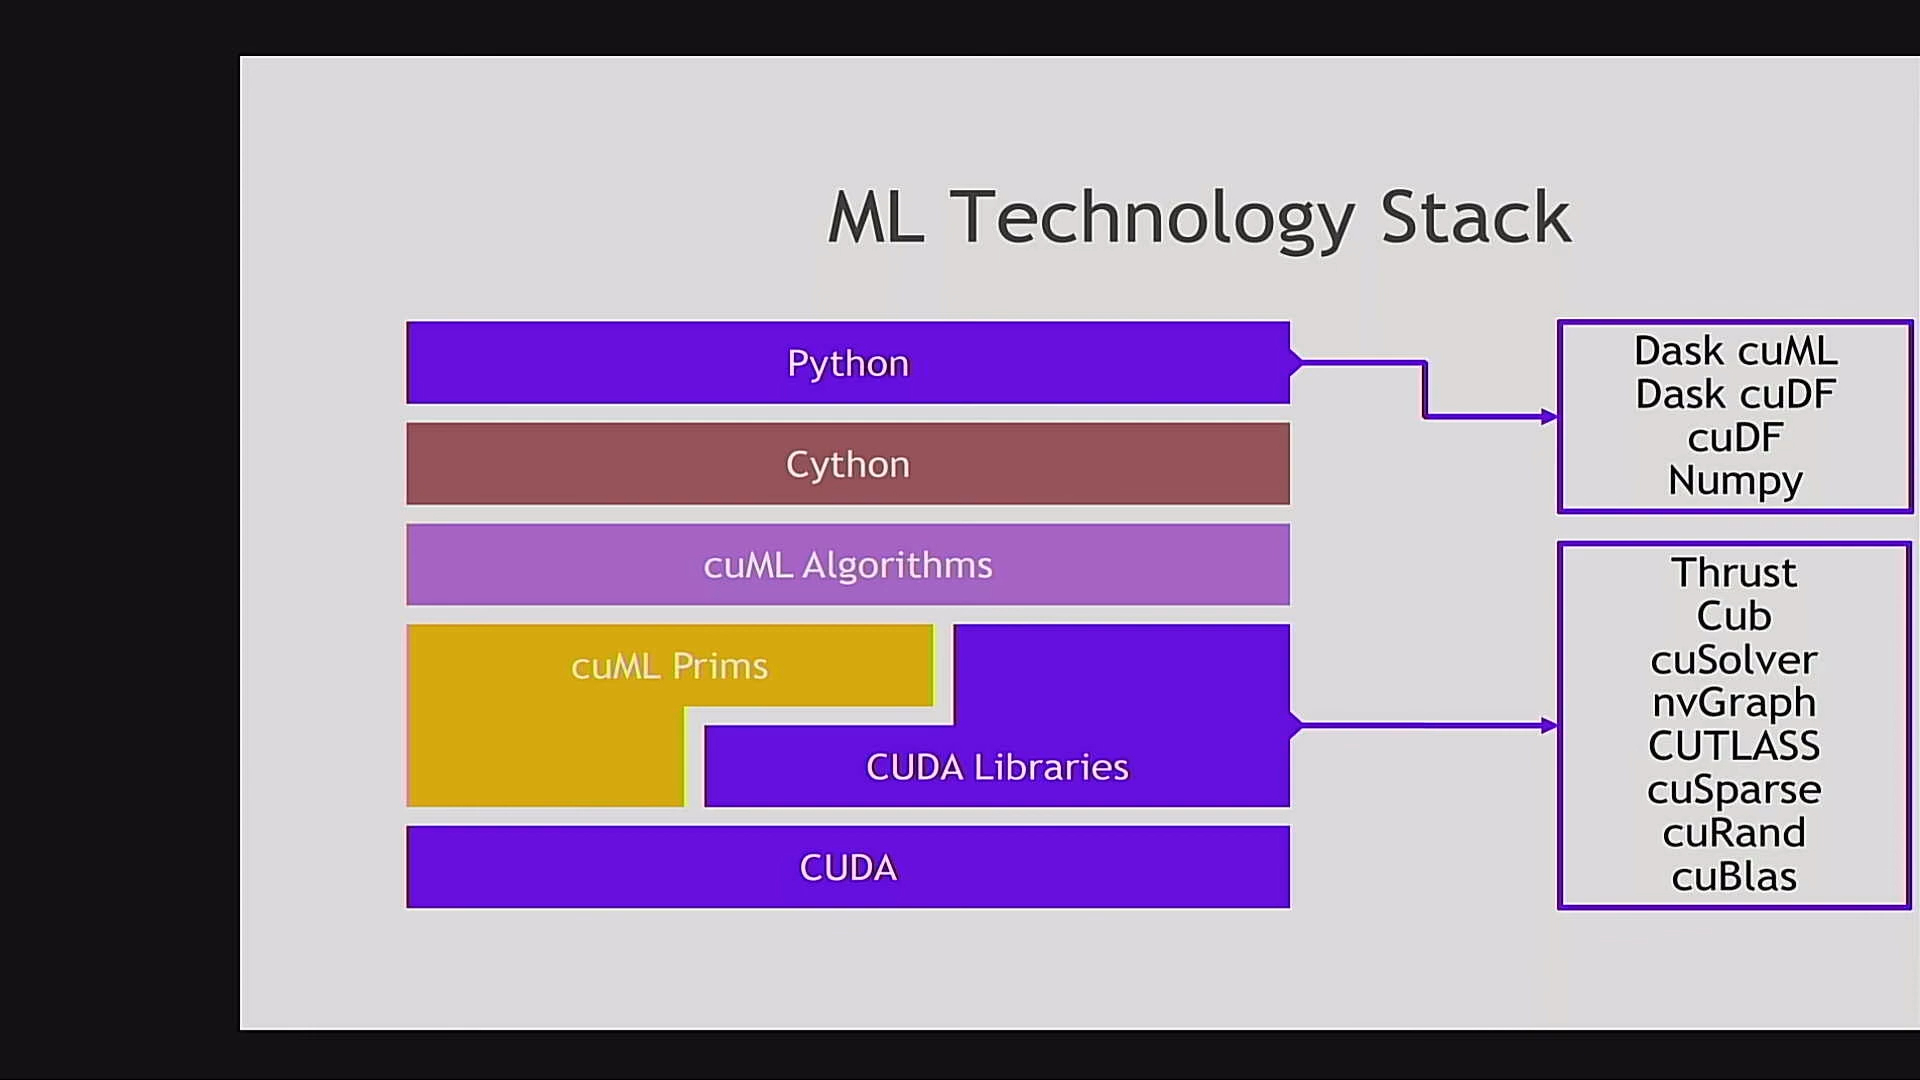 ML Technology Stack
Python
Cython
cuML Algorithms
cuML Prims
CUDA Libraries
CUDA
Dask cuML
Dask cuDF
cuDF
Numpy
Thrust
Cub
cuSolver
nvGraph
CUTLASS
cuSparse
cuRand
cuBlas